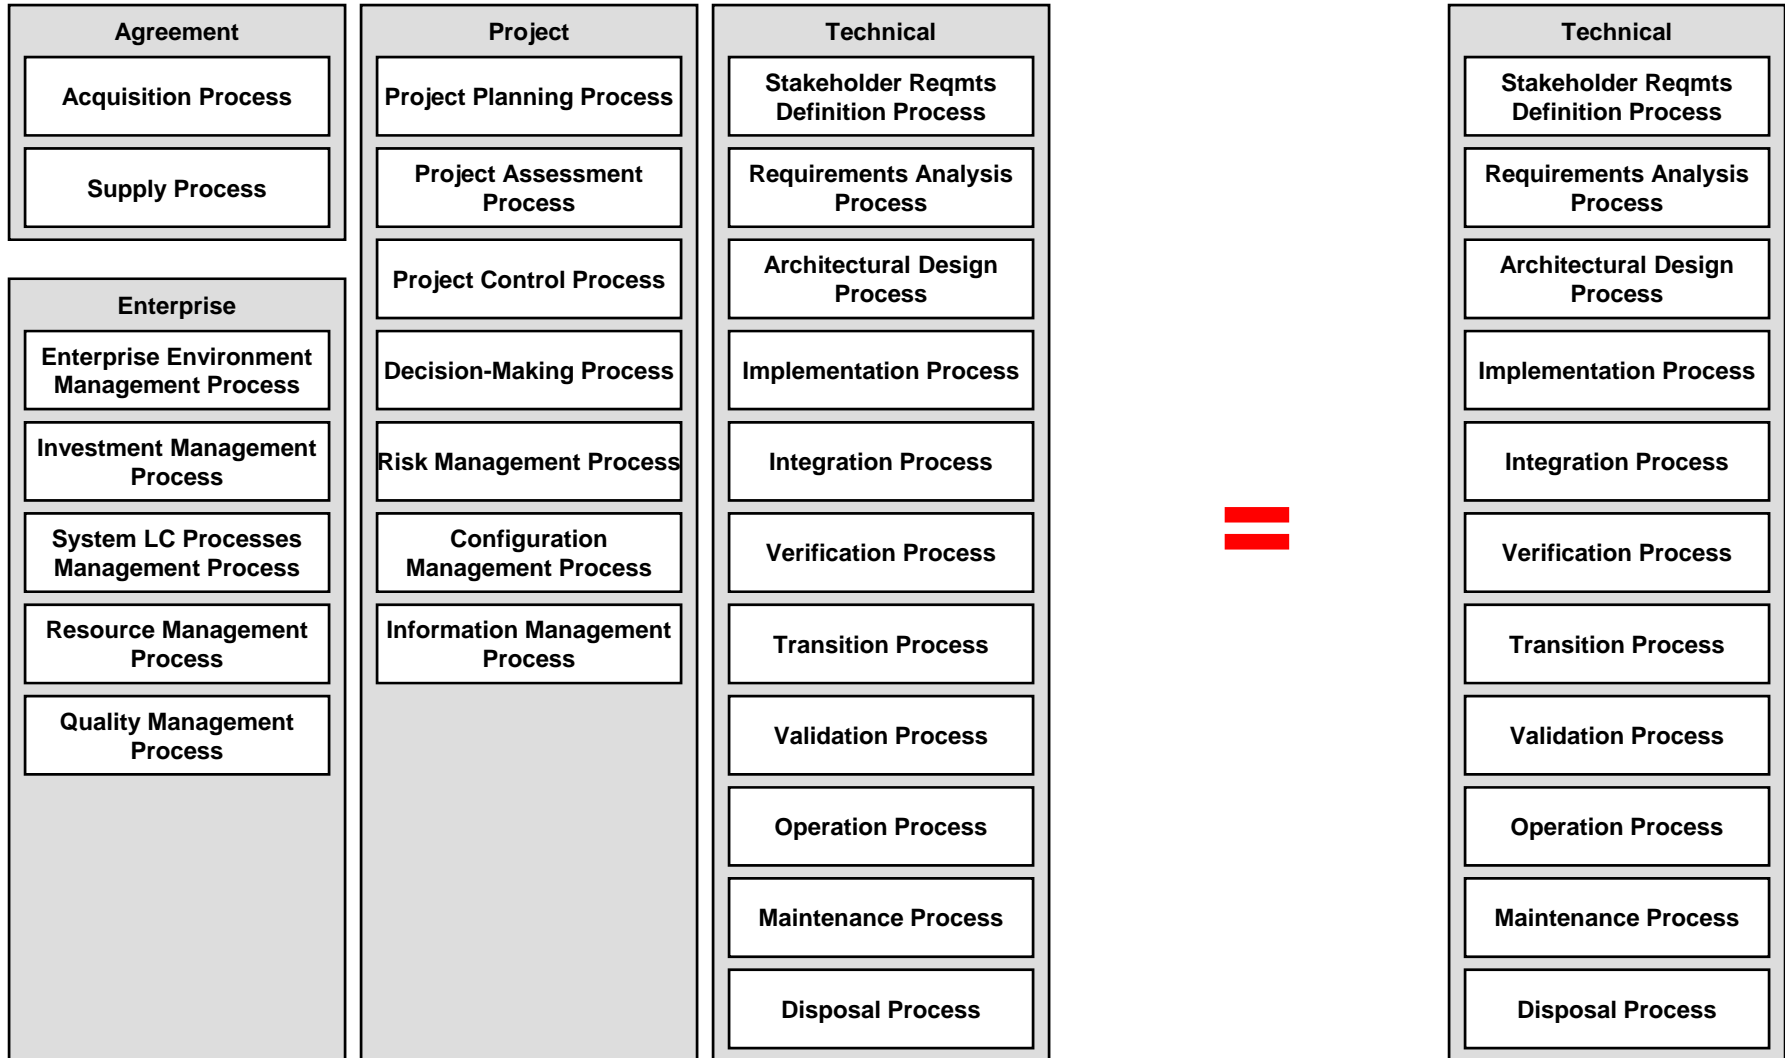 Agreement
Acquisition Process
Supply Process
Enterprise
Enterprise Environment
Management Process
Investment Management
Process
System LC Processes
Management Process
Resource Management
Process
Quality Management
Process
Project
Project Planning Process
Project Assessment
Process
Project Control Process
Decision-Making Process
Risk Management Process
Configuration
Management Process
Information Management
Process
Technical
Stakeholder Reqmts
Definition Process
Requirements Analysis
Process
Architectural Design
Process
Implementation Process
Integration Process
Verification Process
Transition Process
Validation Process
Operation Process
Maintenance Process
Disposal Process
=
Technical
Stakeholder Reqmts
Definition Process
Requirements Analysis
Process
Architectural Design
Process
Implementation Process
Integration Process
Verification Process
Transition Process
Validation Process
Operation Process
Maintenance Process
Disposal Process